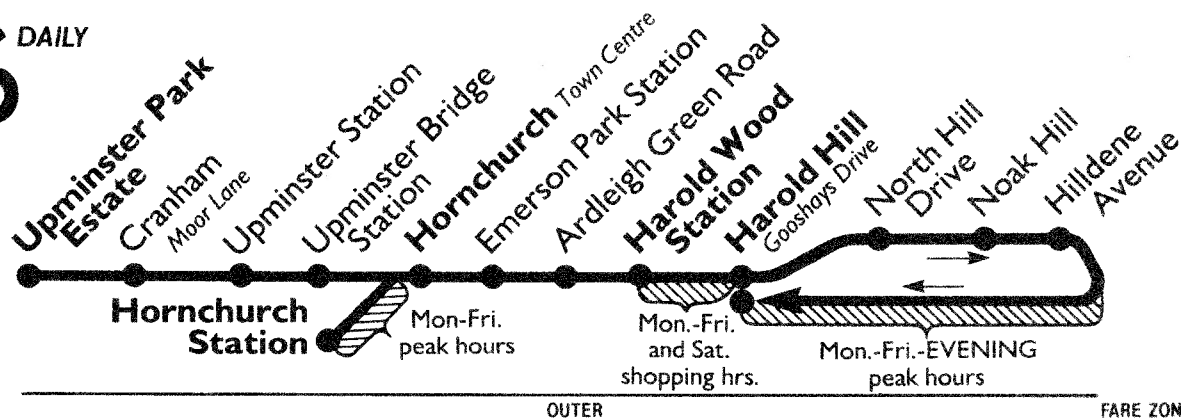 DAILY
Upminster Park
Estate
Cranham
Moor Lane
Upminster Station
Upminster Bridge
Station
Hornchurch Town Centre
Emerson Park Station
Ardleigh Green Road
Harold Wood
Station
Harold Hill
Gooshays Drive
North Hill
Drive
Noak Hill
Hilldene
Avenue
Hornchurch
Station
Mon-Fri.
peak hours
Mon.-Fri.
and Sat.
shopping hrs.
Mon.-Fri.-EVENING
peak hours
OUTER
FARE ZON